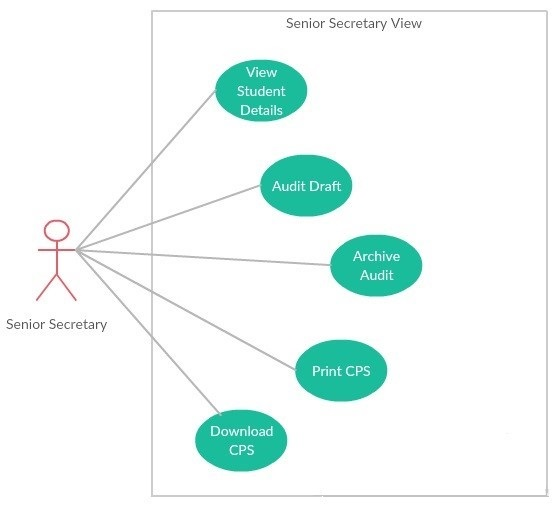 Senior Secretary View
View
Student
Details
Audit Draft
Archive
Audit
Senior Secretary
Print CPS
Download
CPS